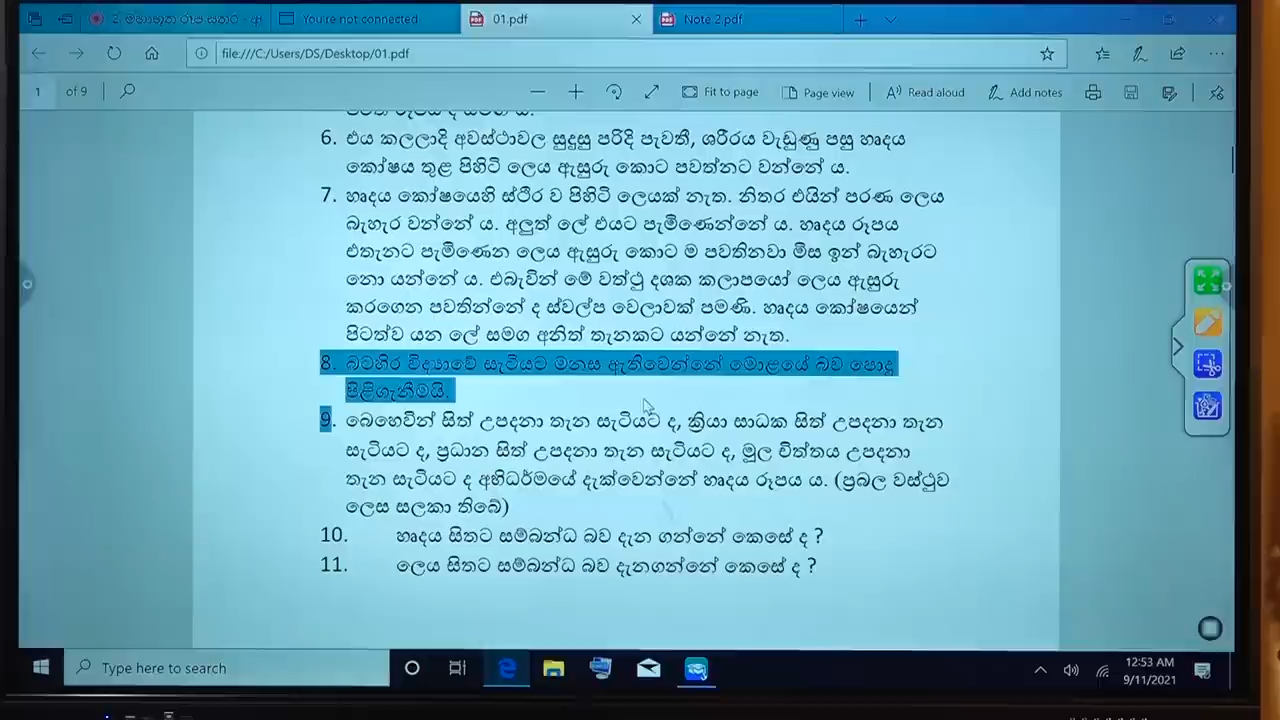 2. මහාභූත රූප සතර - අ
You're not connected
01.pdf
Note 2.pdf
file:///C:/Users/DS/Desktop/01.pdf
1 of 9
Fit to page
Page view
Read aloud
Add notes
6. එය කලලාදි අවස්ථාවල සුදුසු පරිදි පැවතී, ශරීරය වැඩුණු පසු හෘදය
කෝෂය තුළ පිහිටි ලෙය ඇසුරු කොට පවත්නට වන්නේ ය.
7. හෘදය කෝෂයෙහි ස්ථිර ව පිහිටි ලෙයක් නැත. නිතර එයින් පරණ ලෙය
බැහැර වන්නේ ය. අලුත් ලේ එයට පැමිණෙන්නේ ය. හෘදය රූපය
එතැනට පැමිණෙන ලෙය ඇසුරු කොට ම පවතිනවා මිස ඉන් බැහැරට
නො යන්නේ ය. එබැවින් මේ වත්ථු දශක කලාපයෝ ලෙය ඇසුරු
කරගෙන පවතින්නේ ද ස්වල්ප වෙලාවක් පමණි. හෘදය කෝෂයෙන්
පිටත්ව යන ලේ සමග අනිත් තැනකට යන්නේ නැත.
8. බටහිර විද්‍යාවේ සැටියට මනස ඇතිවෙන්නේ මොළයේ බව පොදු
පිළිගැනීමයි.
9. බෙහෙවින් සිත් උපදනා තැන සැටියට ද, ක්‍රියා සාධක සිත් උපදනා තැන
සැටියට ද, ප්‍රධාන සිත් උපදනා තැන සැටියට ද, මූල චිත්තය උපදනා
තැන සැටියට ද අභිධර්මයේ දැක්වෙන්නේ හෘදය රූපය ය. (ප්‍රබල වස්ථුව
ලෙස සලකා තිබේ)
10. හෘදය සිතට සම්බන්ධ බව දැන ගන්නේ කෙසේ ද ?
11. ලෙය සිතට සම්බන්ධ බව දැනගන්නේ කෙසේ ද ?
Type here to search
12:53 AM
9/11/2021